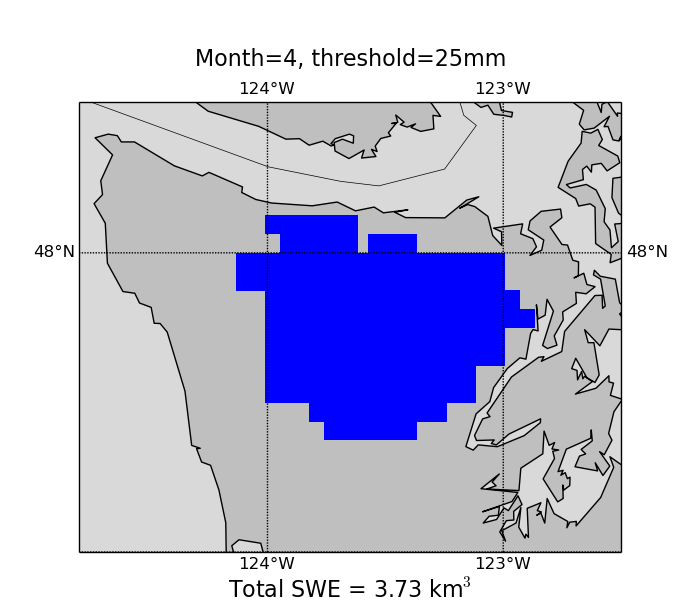 Month=4, threshold=25mm
124°W 123°W
48°N 48°N
124°W 123°W
Total SWE = 3.73 km³